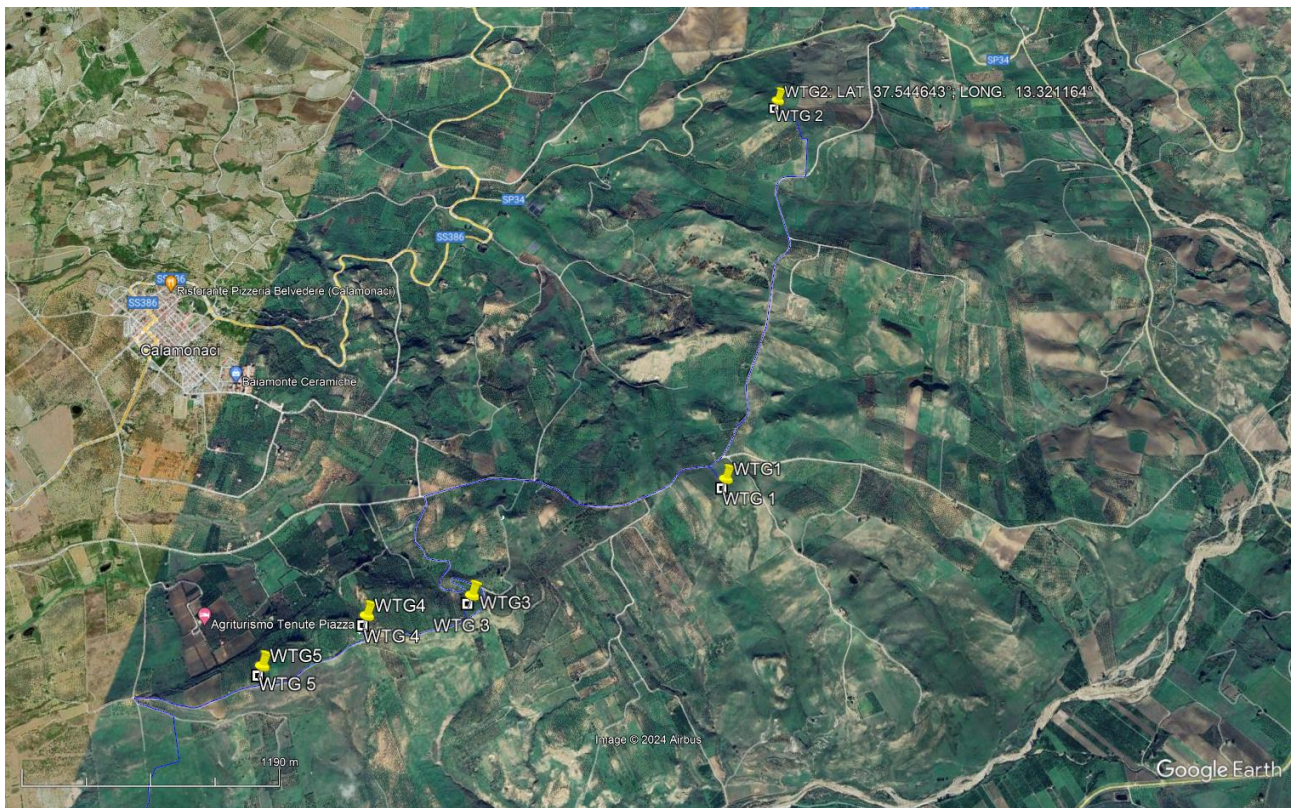 SP34
WTG2; LAT 37.544643°; LONG. 13.321164°
WTG 2
SP34
SS386
SS386
Ristorante Pizzeria Belvedere (Calamonaci)
Calamonaci
Baiamonte Ceramiche
WTG1
WTG 1
WTG3
WTG 3
WTG4
WTG 4
Agriturismo Tenute Piazza
WTG5
WTG 5
Image © 2024 Airbus
1190 m
Google Earth